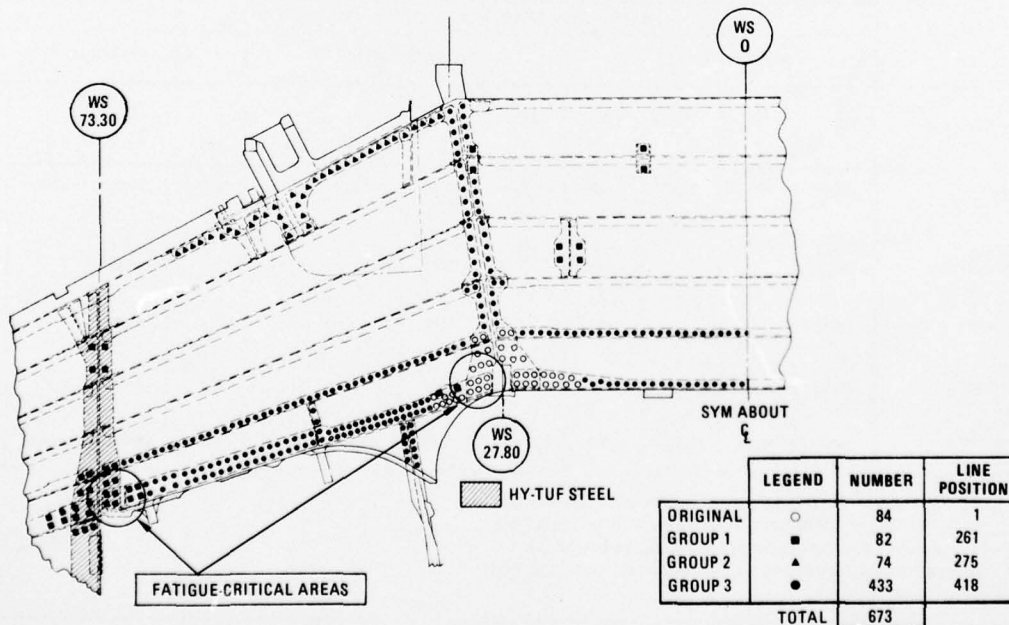 WS
0
WS
73.30
SYM ABOUT
℄
WS
27.80
HY-TUF STEEL
FATIGUE-CRITICAL AREAS
LEGEND NUMBER LINE POSITION
ORIGINAL ○ 84 1
GROUP 1 ■ 82 261
GROUP 2 ▲ 74 275
GROUP 3 ● 433 418
TOTAL 673